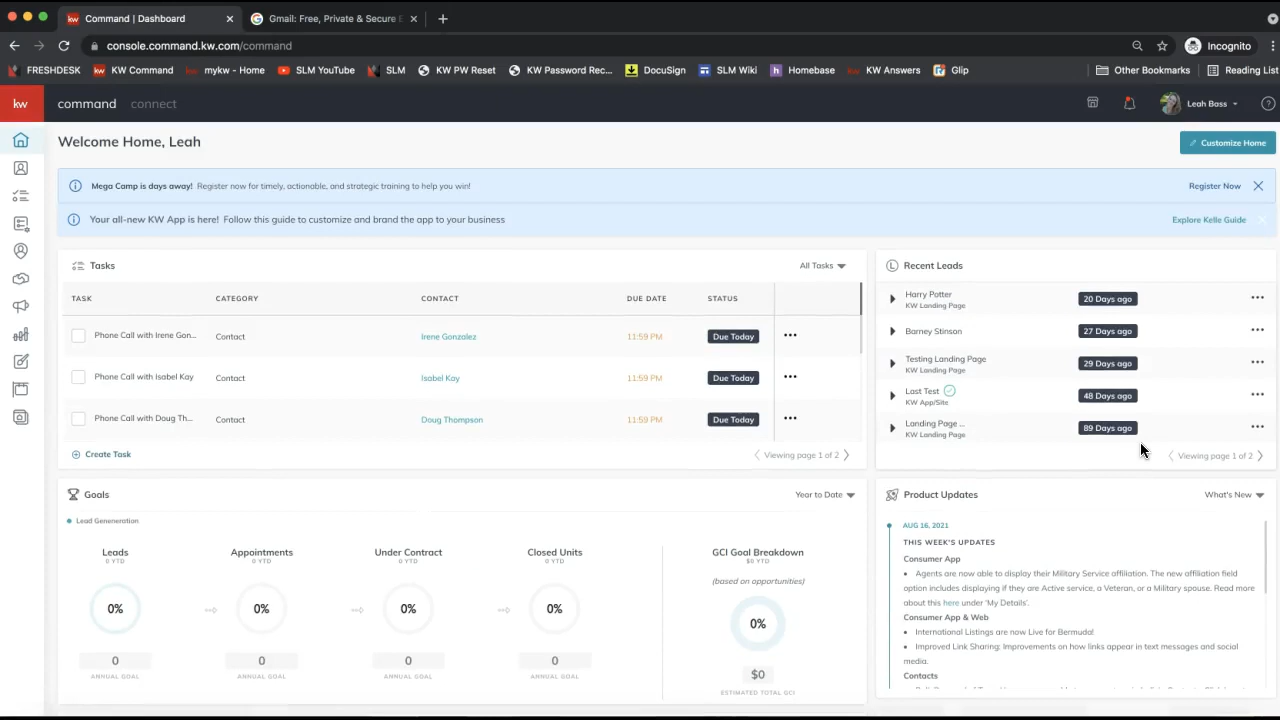 Command | Dashboard
Gmail: Free, Private & Secure E
console.command.kw.com/command
Incognito
FRESHDESK
KW Command
mykw - Home
SLM YouTube
SLM
KW PW Reset
KW Password Rec...
DocuSign
SLM Wiki
Homebase
KW Answers
Glip
Other Bookmarks
Reading List
kw
command
connect
Leah Bass
Welcome Home, Leah
Customize Home
Mega Camp is days away! Register now for timely, actionable, and strategic training to help you win!
Register Now
Your all-new KW App is here! Follow this guide to customize and brand the app to your business
Explore Kelle Guide
Tasks
All Tasks
TASK CATEGORY CONTACT DUE DATE STATUS
Phone Call with Irene Gon... Contact Irene Gonzalez 11:59 PM Due Today
Phone Call with Isabel Kay Contact Isabel Kay 11:59 PM Due Today
Phone Call with Doug Th... Contact Doug Thompson 11:59 PM Due Today
Create Task
Viewing page 1 of 2
Recent Leads
Harry Potter
KW Landing Page
20 Days ago
Barney Stinson
27 Days ago
Testing Landing Page
KW Landing Page
29 Days ago
Last Test
KW App/Site
48 Days ago
Landing Page ...
KW Landing Page
89 Days ago
Viewing page 1 of 2
Goals
Year to Date
Lead Geneneration
Leads
0 YTD
0%
0
ANNUAL GOAL
Appointments
0 YTD
0%
0
ANNUAL GOAL
Under Contract
0 YTD
0%
0
ANNUAL GOAL
Closed Units
0 YTD
0%
0
ANNUAL GOAL
GCI Goal Breakdown
$0 YTD
(based on opportunities)
0%
$0
ESTIMATED TOTAL GCI
Product Updates
What's New
AUG 16, 2021
THIS WEEK'S UPDATES
Consumer App
• Agents are now able to display their Military Service affiliation. The new affiliation field
option includes displaying if they are Active service, a Veteran, or a Military spouse. Read more
about this here under 'My Details'.
Consumer App & Web
• International Listings are now Live for Bermuda!
• Improved Link Sharing: Improvements on how links appear in text messages and social
media.
Contacts